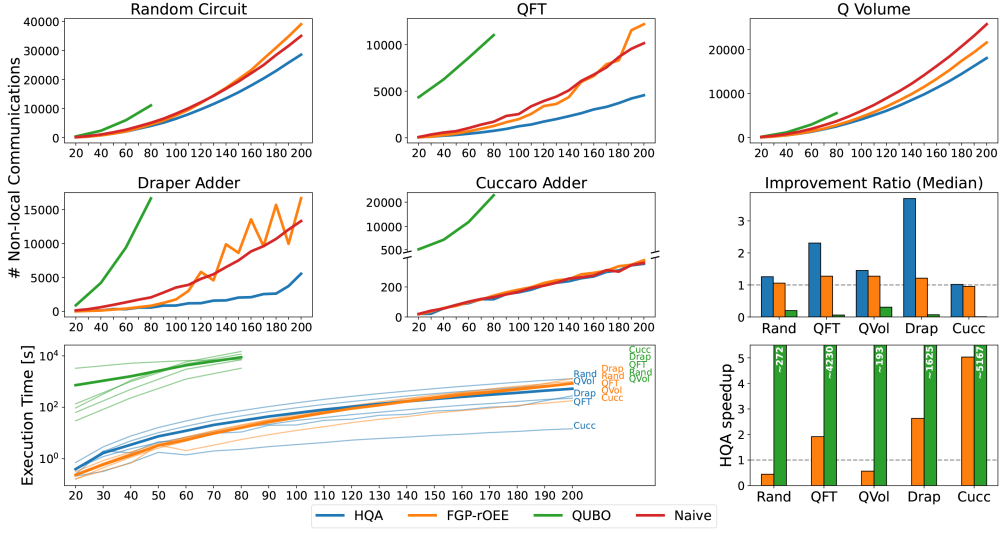 Random Circuit
QFT
Q Volume
# Non-local Communications
40000
30000
20000
10000
0
20 40 60 80 100 120 140 160 180 200
10000
5000
0
20 40 60 80 100 120 140 160 180 200
20000
10000
0
20 40 60 80 100 120 140 160 180 200
Draper Adder
Cuccaro Adder
Improvement Ratio (Median)
15000
10000
5000
0
20 40 60 80 100 120 140 160 180 200
20000
10000
500
200
0
20 40 60 80 100 120 140 160 180 200
3
2
1
0
Rand QFT QVol Drap Cucc
Execution Time [s]
10⁴
10²
10⁰
20 30 40 50 60 70 80 90 100 110 120 130 140 150 160 170 180 190 200
Rand
QVol
Drap
QFT
Cucc
Drap
Rand
QFT
QVol
Cucc
Cucc
Drap
QFT
Rand
QVol
HQA speedup
5
4
3
2
1
0
~272
~4230
~193
~1625
~5167
Rand QFT QVol Drap Cucc
HQA FGP-rOEE QUBO Naive